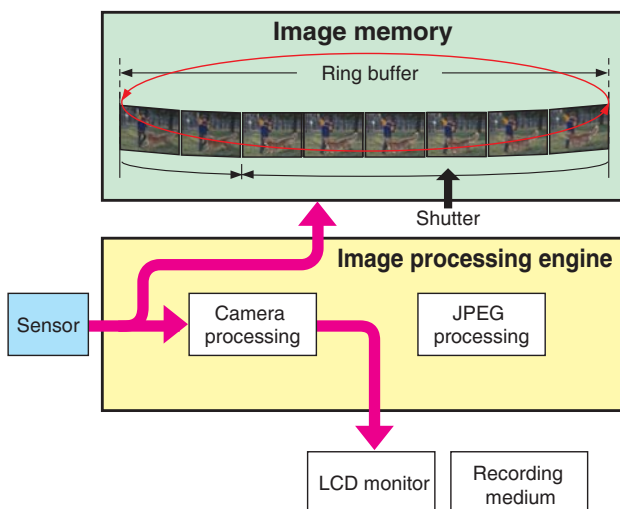 Image memory
Ring buffer
Shutter
Image processing engine
Sensor
Camera
processing
JPEG
processing
LCD monitor
Recording
medium